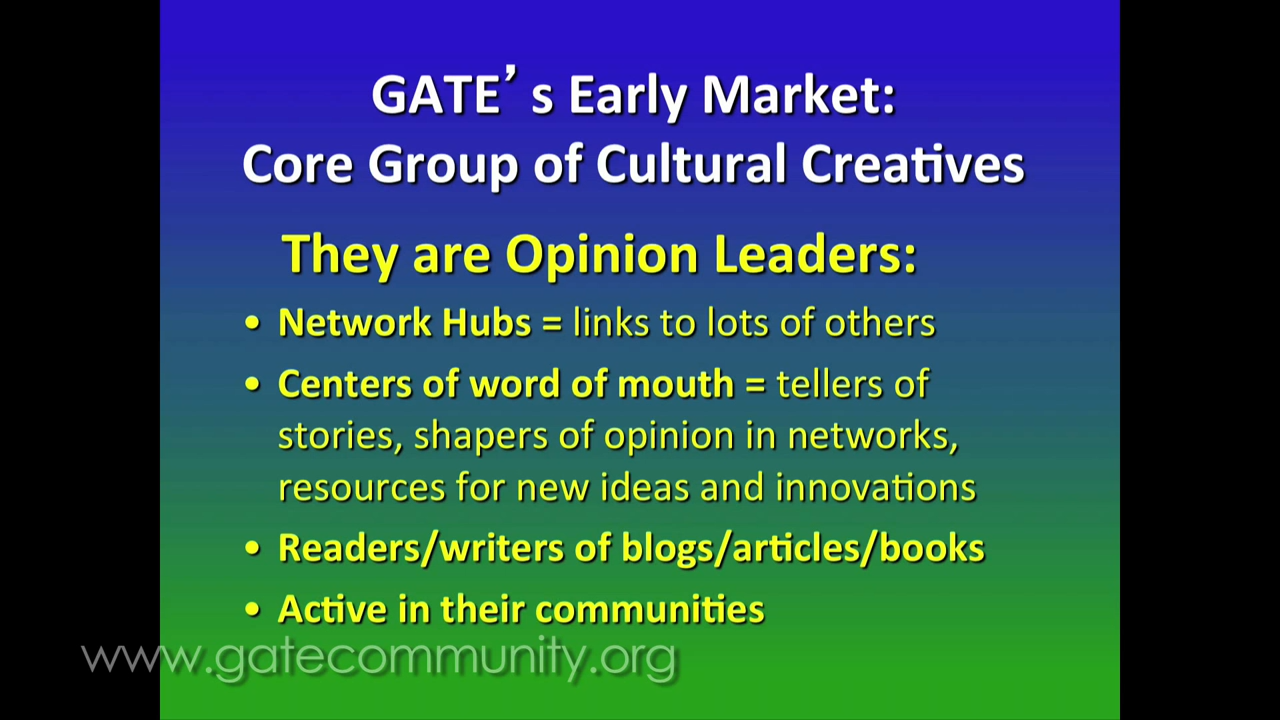 GATE’s Early Market:
Core Group of Cultural Creatives
They are Opinion Leaders:
• Network Hubs = links to lots of others
• Centers of word of mouth = tellers of
stories, shapers of opinion in networks,
resources for new ideas and innovations
• Readers/writers of blogs/articles/books
• Active in their communities
www.gatecommunity.org